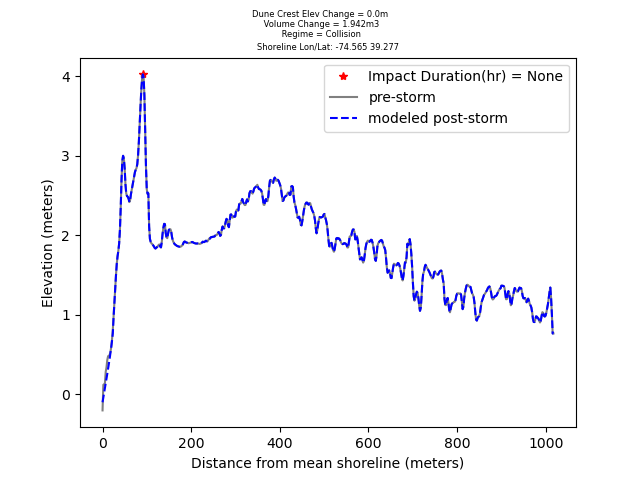 Dune Crest Elev Change = 0.0m
Volume Change = 1.942m3
Regime = Collision
Shoreline Lon/Lat: -74.565 39.277
Impact Duration(hr) = None
pre-storm
modeled post-storm
4
3
2
1
0
Elevation (meters)
0 200 400 600 800 1000
Distance from mean shoreline (meters)